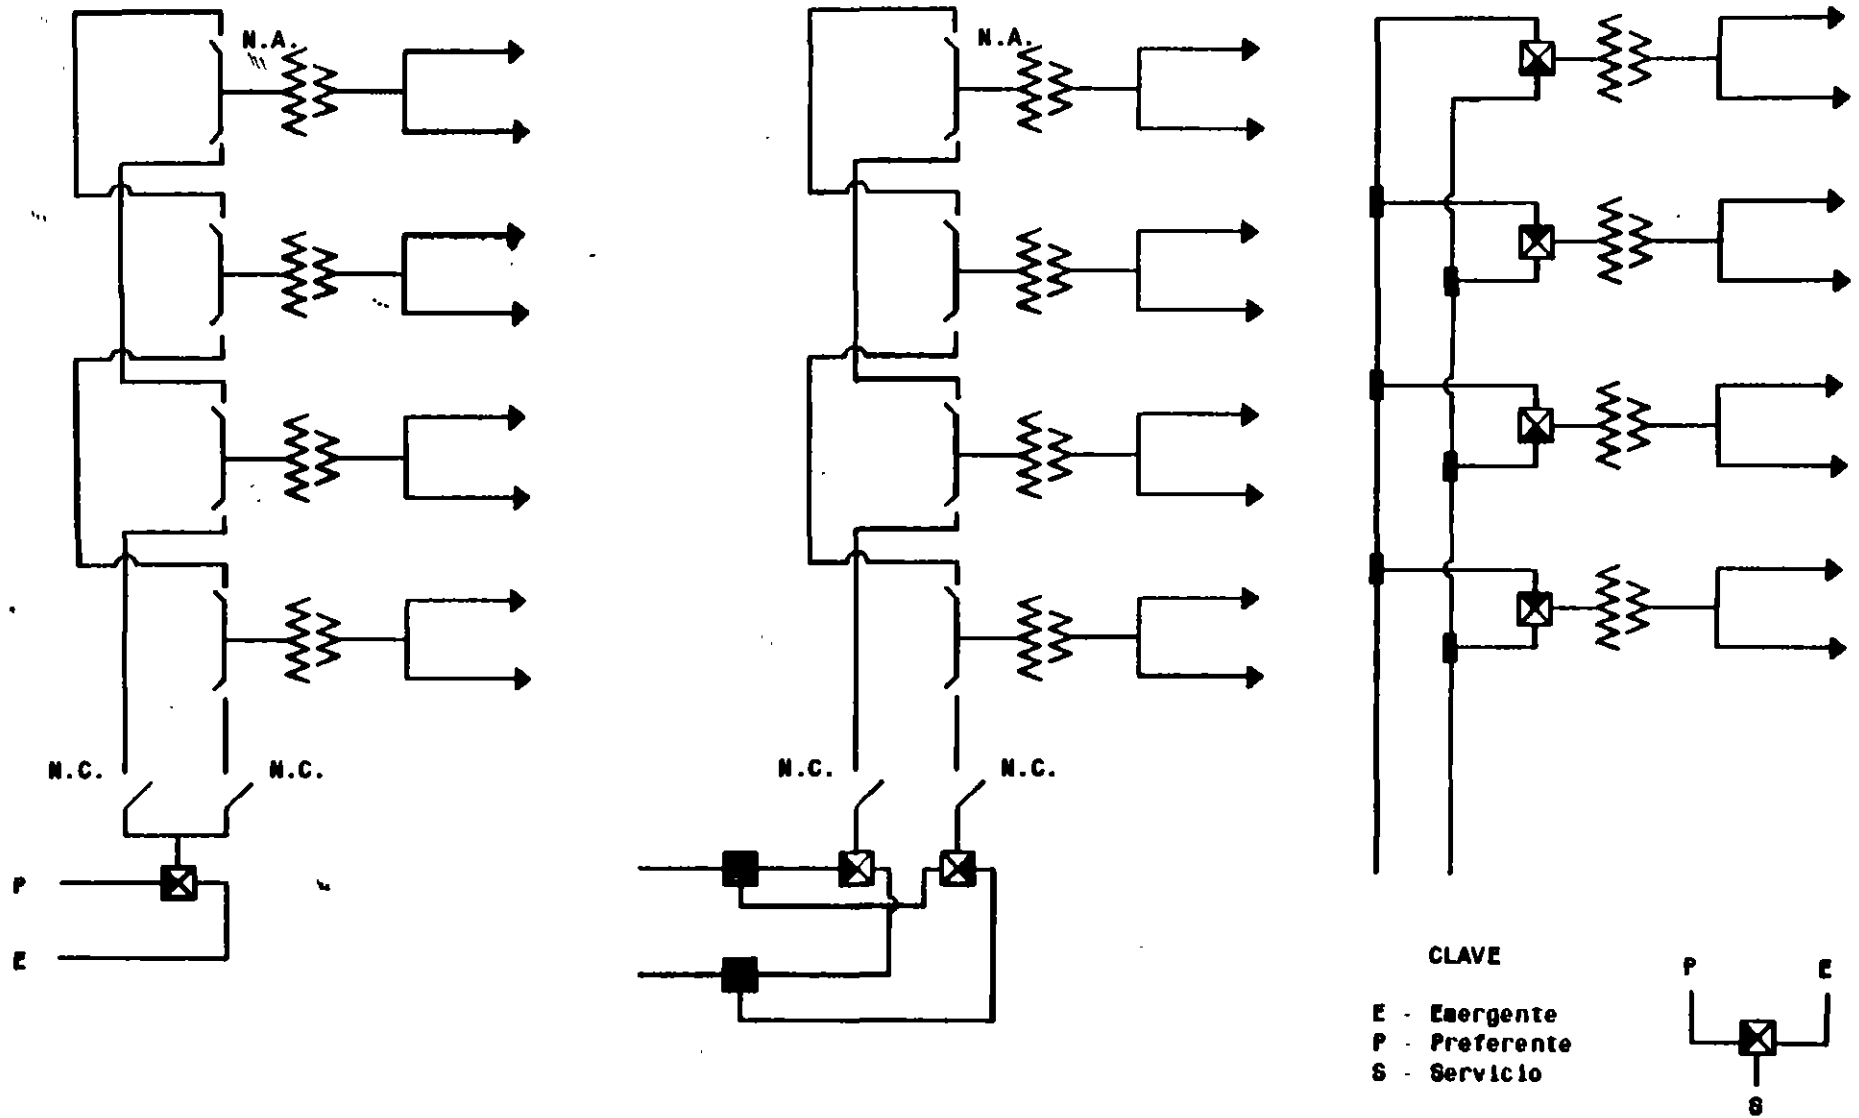 N.A.
N.A.
N.C.
N.C.
N.C.
N.C.
P
E
CLAVE
E - Emergente
P - Preferente
S - Servicio
P
E
S